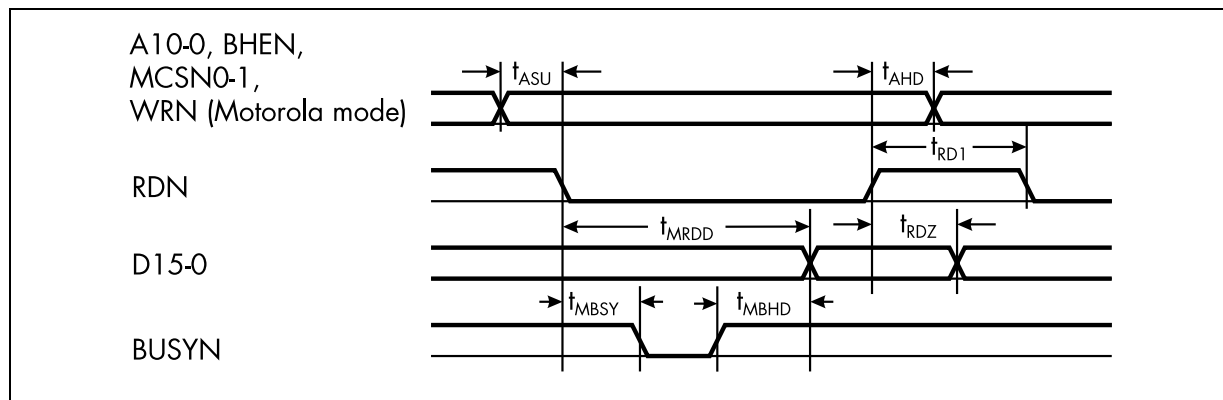 A10-0, BHEN,
MCSN0-1,
WRN (Motorola mode)
tASU
tAHD
tRD1
RDN
tMRDD
tRDZ
D15-0
tMBSY
tMBHD
BUSYN